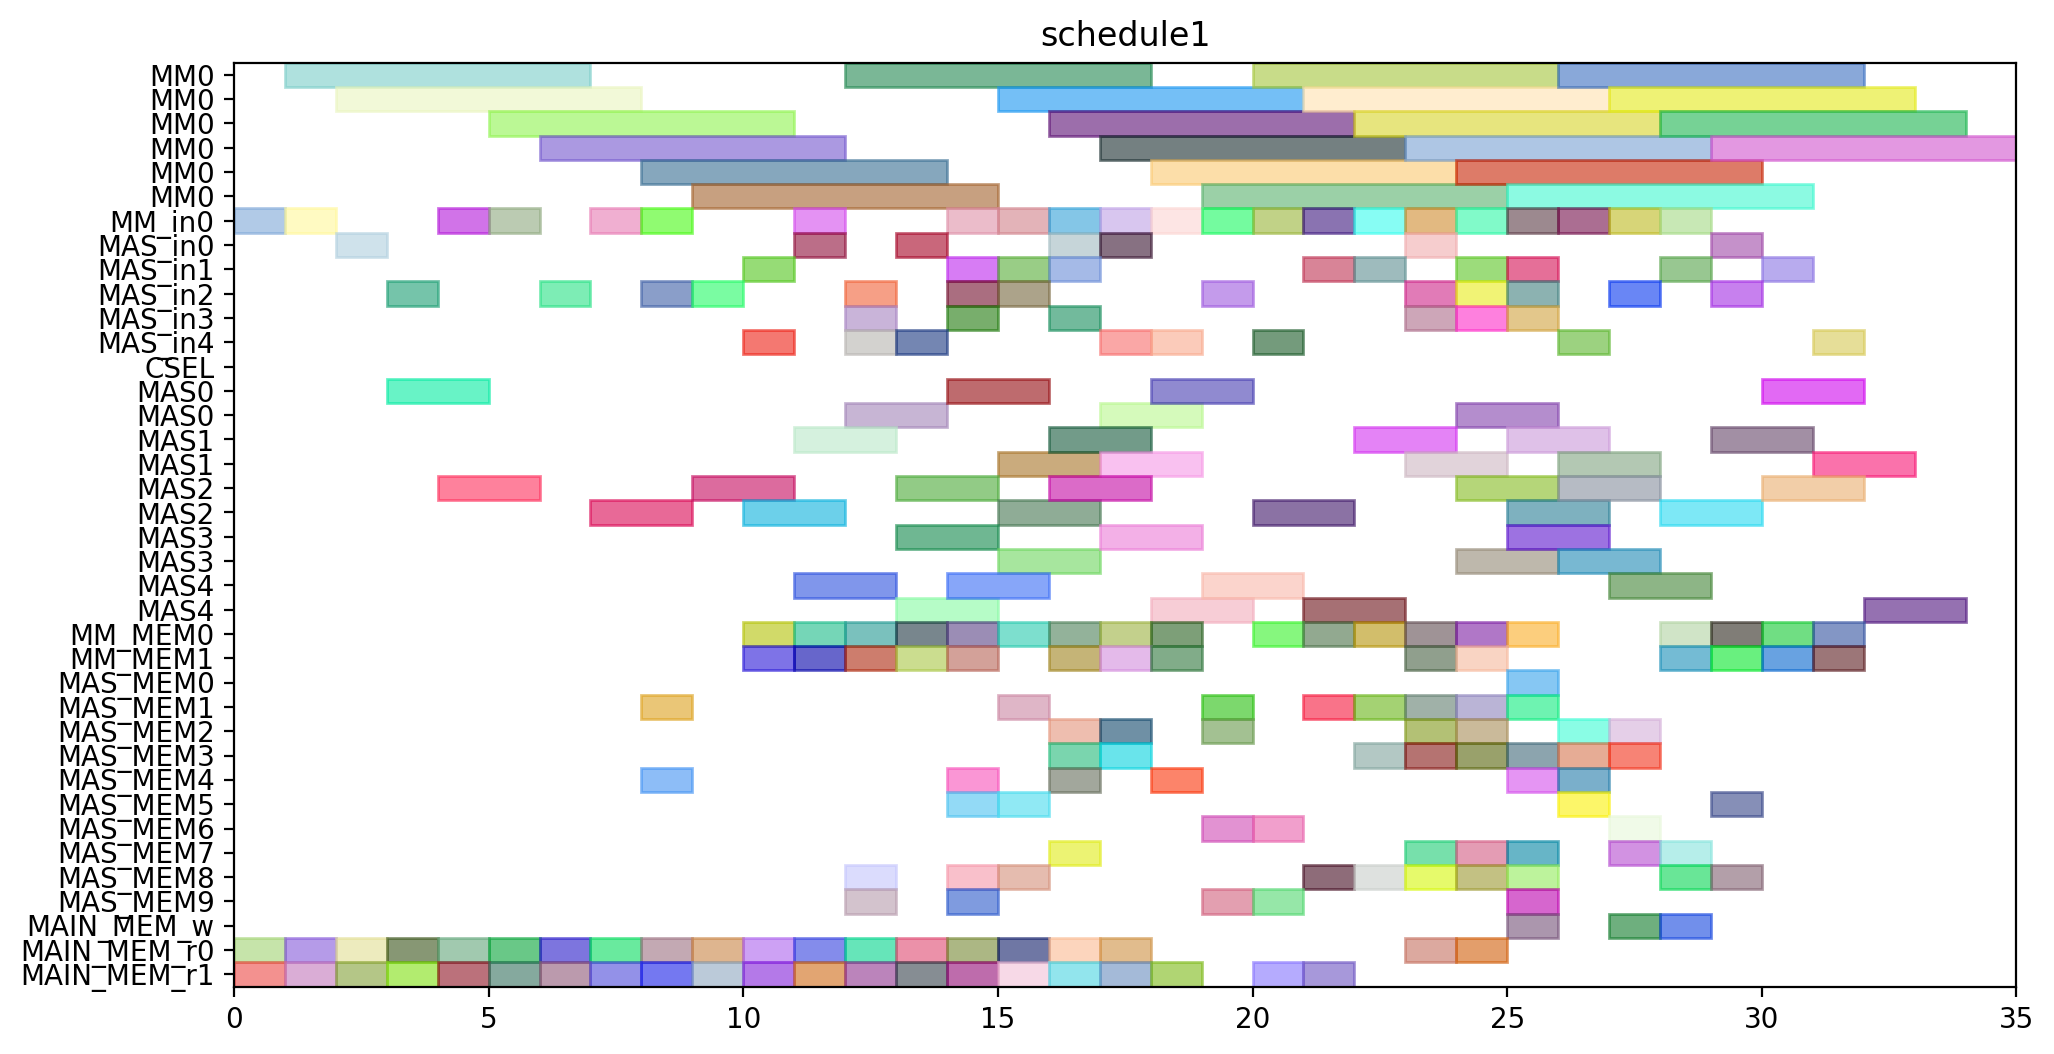 schedule1
MM0
MM0
MM0
MM0
MM0
MM0
MM_in0
MAS_in0
MAS_in1
MAS_in2
MAS_in3
MAS_in4
CSEL
MAS0
MAS0
MAS1
MAS1
MAS2
MAS2
MAS3
MAS3
MAS4
MAS4
MM_MEM0
MM_MEM1
MAS_MEM0
MAS_MEM1
MAS_MEM2
MAS_MEM3
MAS_MEM4
MAS_MEM5
MAS_MEM6
MAS_MEM7
MAS_MEM8
MAS_MEM9
MAIN_MEM_w
MAIN_MEM_r0
MAIN_MEM_r1
0 5 10 15 20 25 30 35